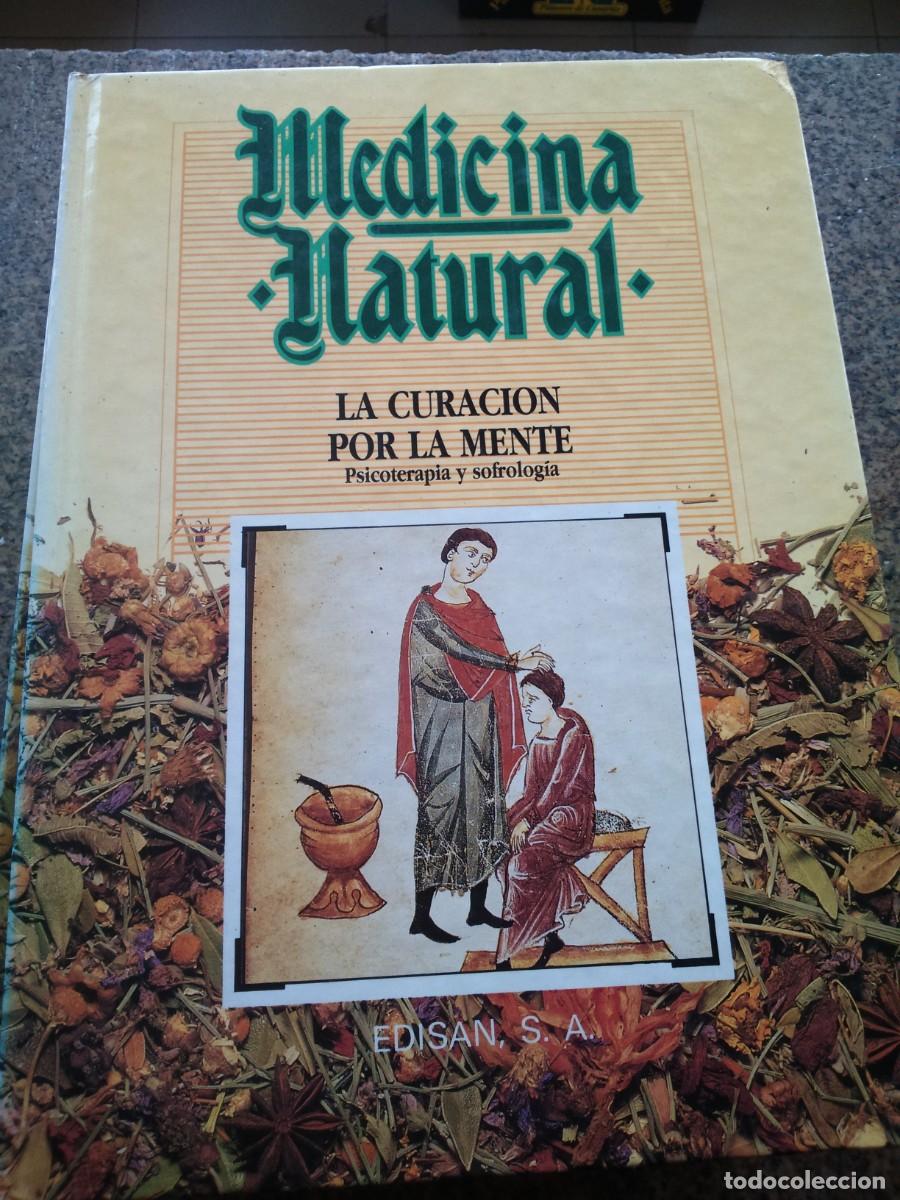 Medicina
·Natural·
LA CURACION
POR LA MENTE
Psicoterapia y sofrología
EDISAN, S. A.
todocoleccion